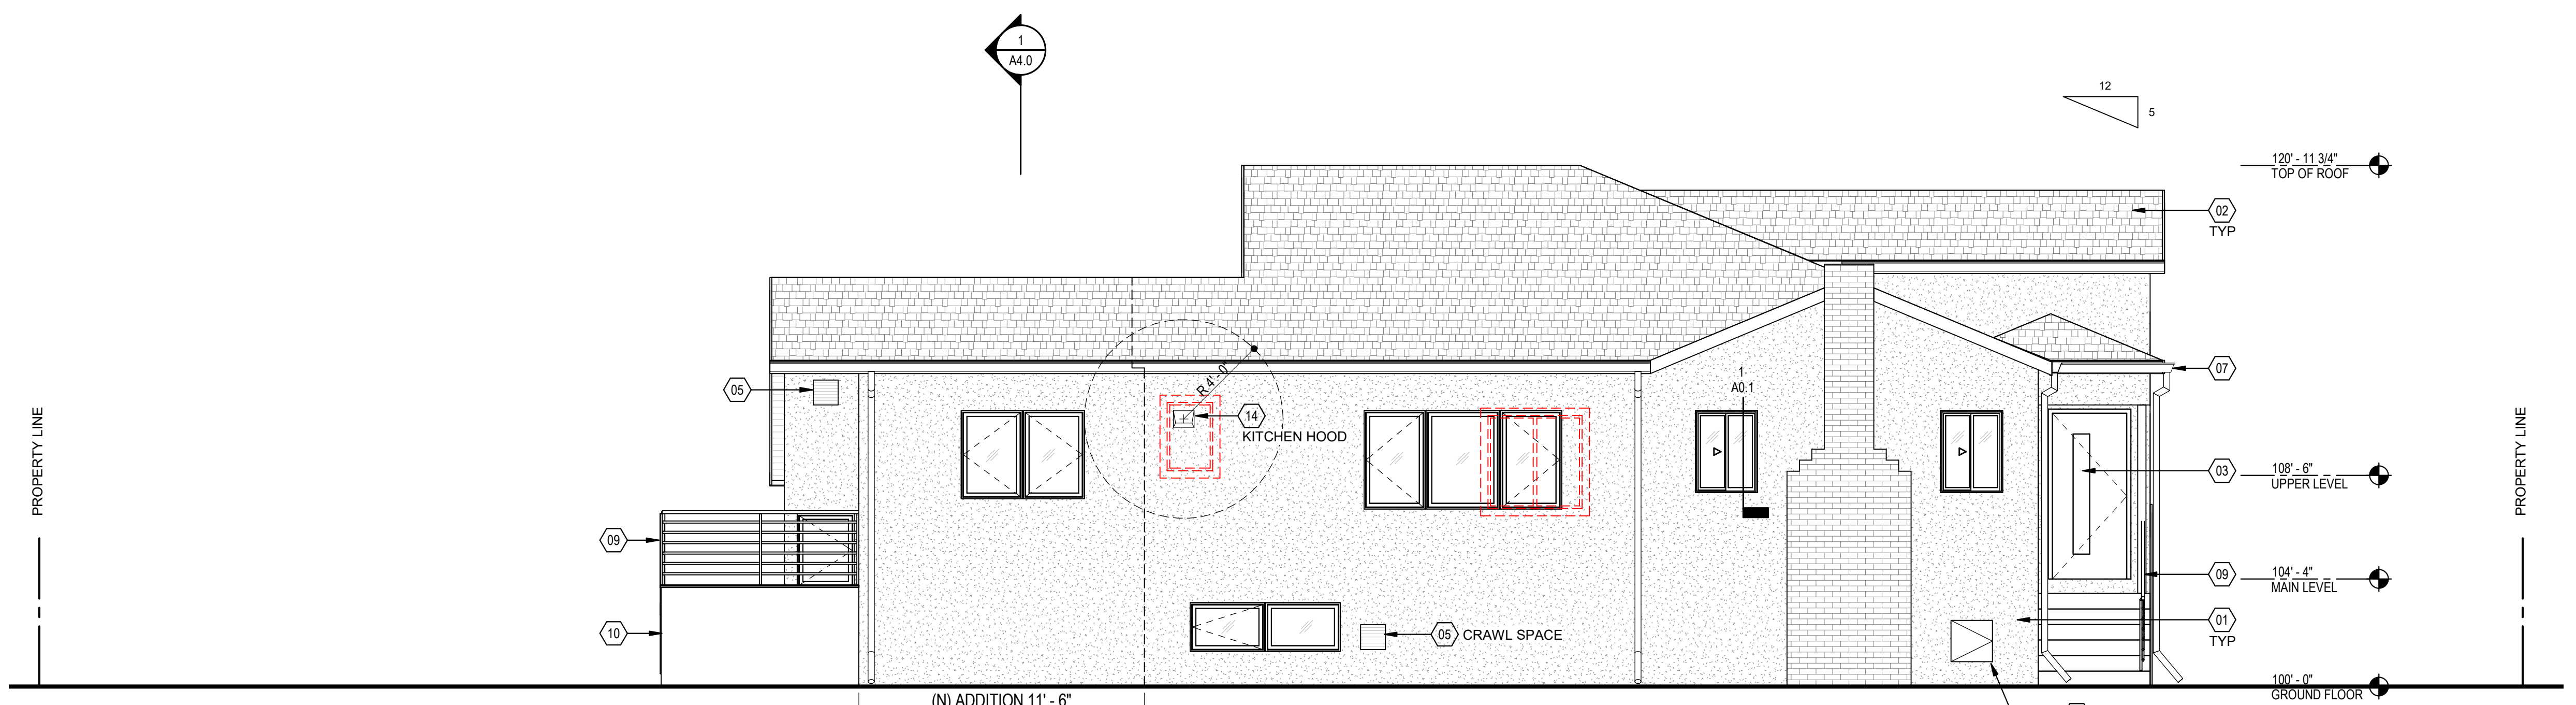 1
A4.0
12
5
120' - 11 3/4"
TOP OF ROOF
02
TYP
07
05
R 4' - 0"
14
KITCHEN HOOD
1
A0.1
PROPERTY LINE
PROPERTY LINE
03
108' - 6"
UPPER LEVEL
09
09
104' - 4"
MAIN LEVEL
10
05 CRAWL SPACE
01
TYP
100' - 0"
GROUND FLOOR
(N) ADDITION 11' - 6"